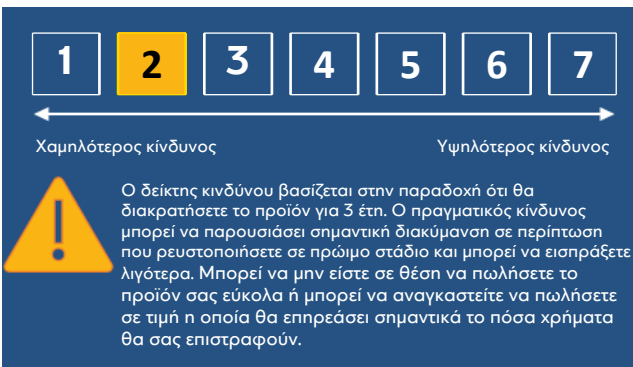 1 2 3 4 5 6 7
Χαμηλότερος κίνδυνος Υψηλότερος κίνδυνος
Ο δείκτης κινδύνου βασίζεται στην παραδοχή ότι θα
διακρατήσετε το προϊόν για 3 έτη. Ο πραγματικός κίνδυνος
μπορεί να παρουσιάσει σημαντική διακύμανση σε περίπτωση
που ρευστοποιήσετε σε πρώιμο στάδιο και μπορεί να εισπράξετε
λιγότερα. Μπορεί να μην είστε σε θέση να πωλήσετε το
προϊόν σας εύκολα ή μπορεί να αναγκαστείτε να πωλήσετε
σε τιμή η οποία θα επηρεάσει σημαντικά το πόσα χρήματα
θα σας επιστραφούν.